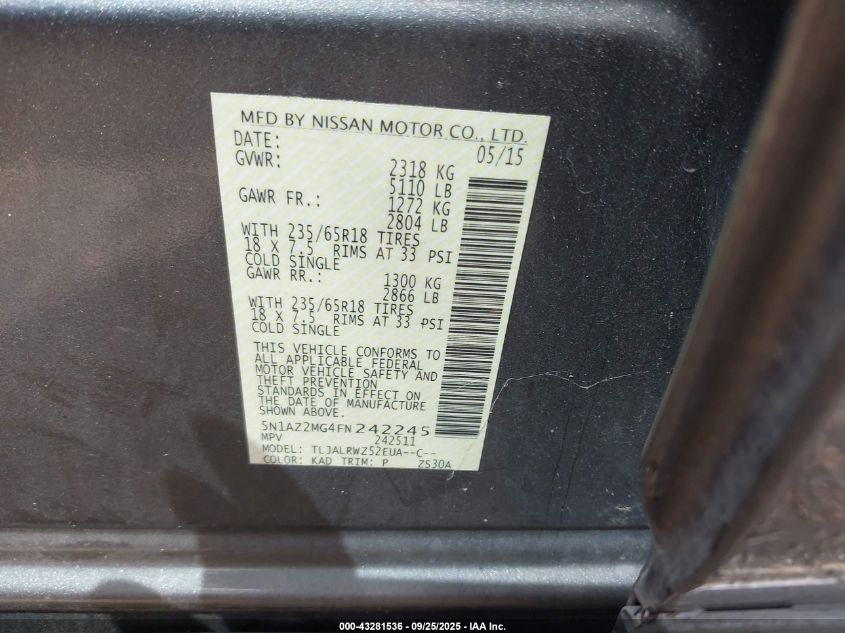 MFD BY NISSAN MOTOR CO., LTD.
DATE: 05/15
GVWR: 2318 KG
5110 LB
GAWR FR.: 1272 KG
2804 LB
WITH 235/65R18 TIRES
18 X 7.5 RIMS AT 33 PSI
COLD SINGLE
GAWR RR.: 1300 KG
2866 LB
WITH 235/65R18 TIRES
18 X 7.5 RIMS AT 33 PSI
COLD SINGLE
THIS VEHICLE CONFORMS TO
ALL APPLICABLE FEDERAL
MOTOR VEHICLE SAFETY AND
THEFT PREVENTION
STANDARDS IN EFFECT ON
THE DATE OF MANUFACTURE
SHOWN ABOVE.
5N1AZ2MG4FN242245
MPV 242511
MODEL: TLJALRWZ52EUA--C--
COLOR: KAD TRIM: P ZS30A
000-43281536 - 09/25/2025 - IAA Inc.